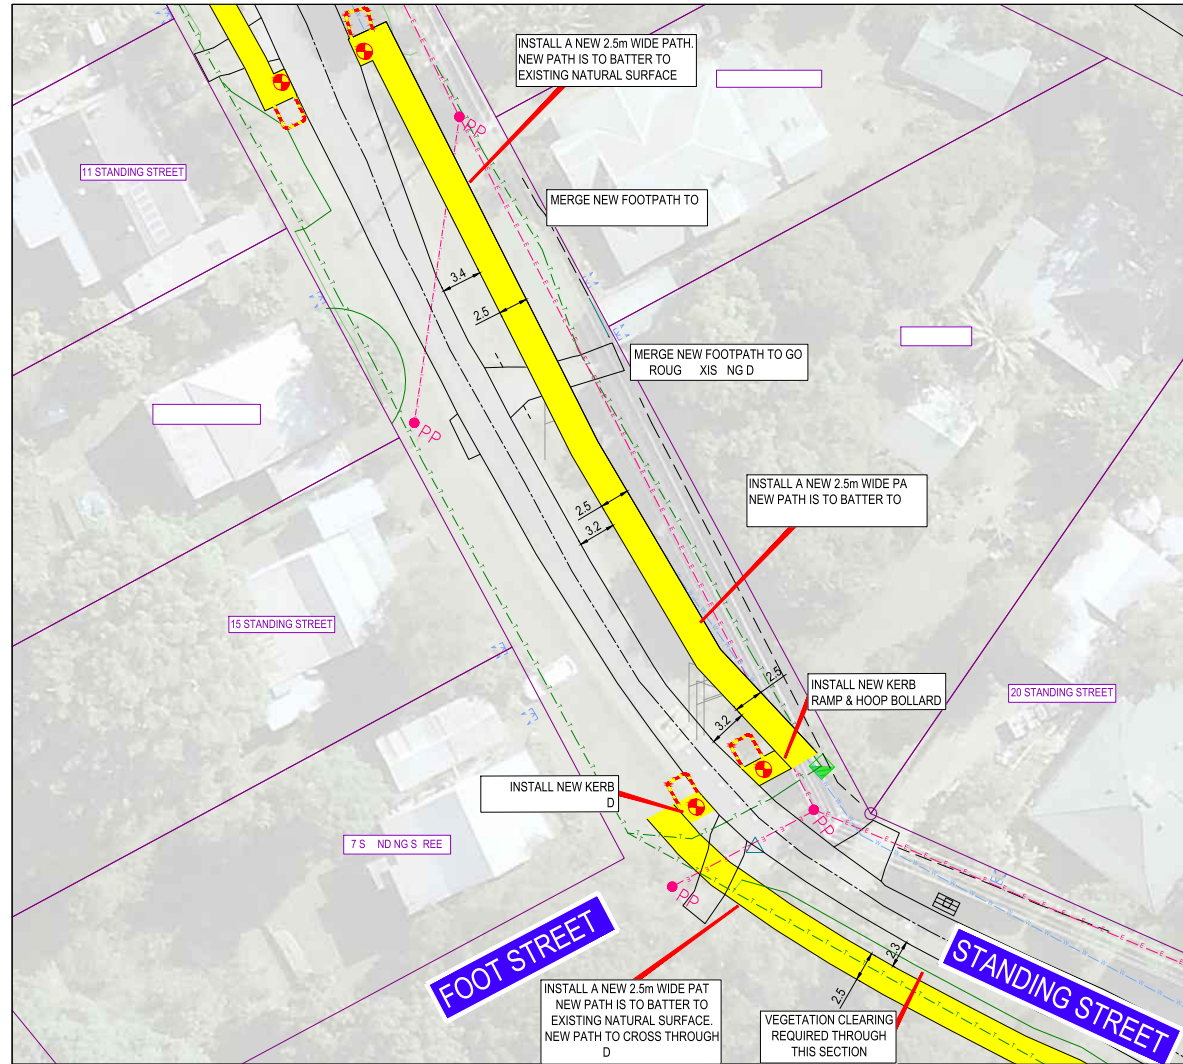 INSTALL A NEW 2.5m WIDE PATH.
NEW PATH IS TO BATTER TO
EXISTING NATURAL SURFACE
PP
11 STANDING STREET
MERGE NEW FOOTPATH TO
3.4
2.5
MERGE NEW FOOTPATH TO GO
PP
INSTALL A NEW 2.5m WIDE
NEW PATH IS TO BATTER TO
2.5
3.2
15 STANDING STREET
2.5
3.2
INSTALL NEW KERB
RAMP & HOOP BOLLARD
20 STANDING STREET
INSTALL NEW KERB
D
PP
7 S
PP
FOOT STREET
STANDING STREET
2.3
2.5
INSTALL A NEW 2.5m WIDE
NEW PATH IS TO BATTER TO
EXISTING NATURAL SURFACE.
NEW PATH TO CROSS THROUGH
D
VEGETATION CLEARING
REQUIRED THROUGH
THIS SECTION